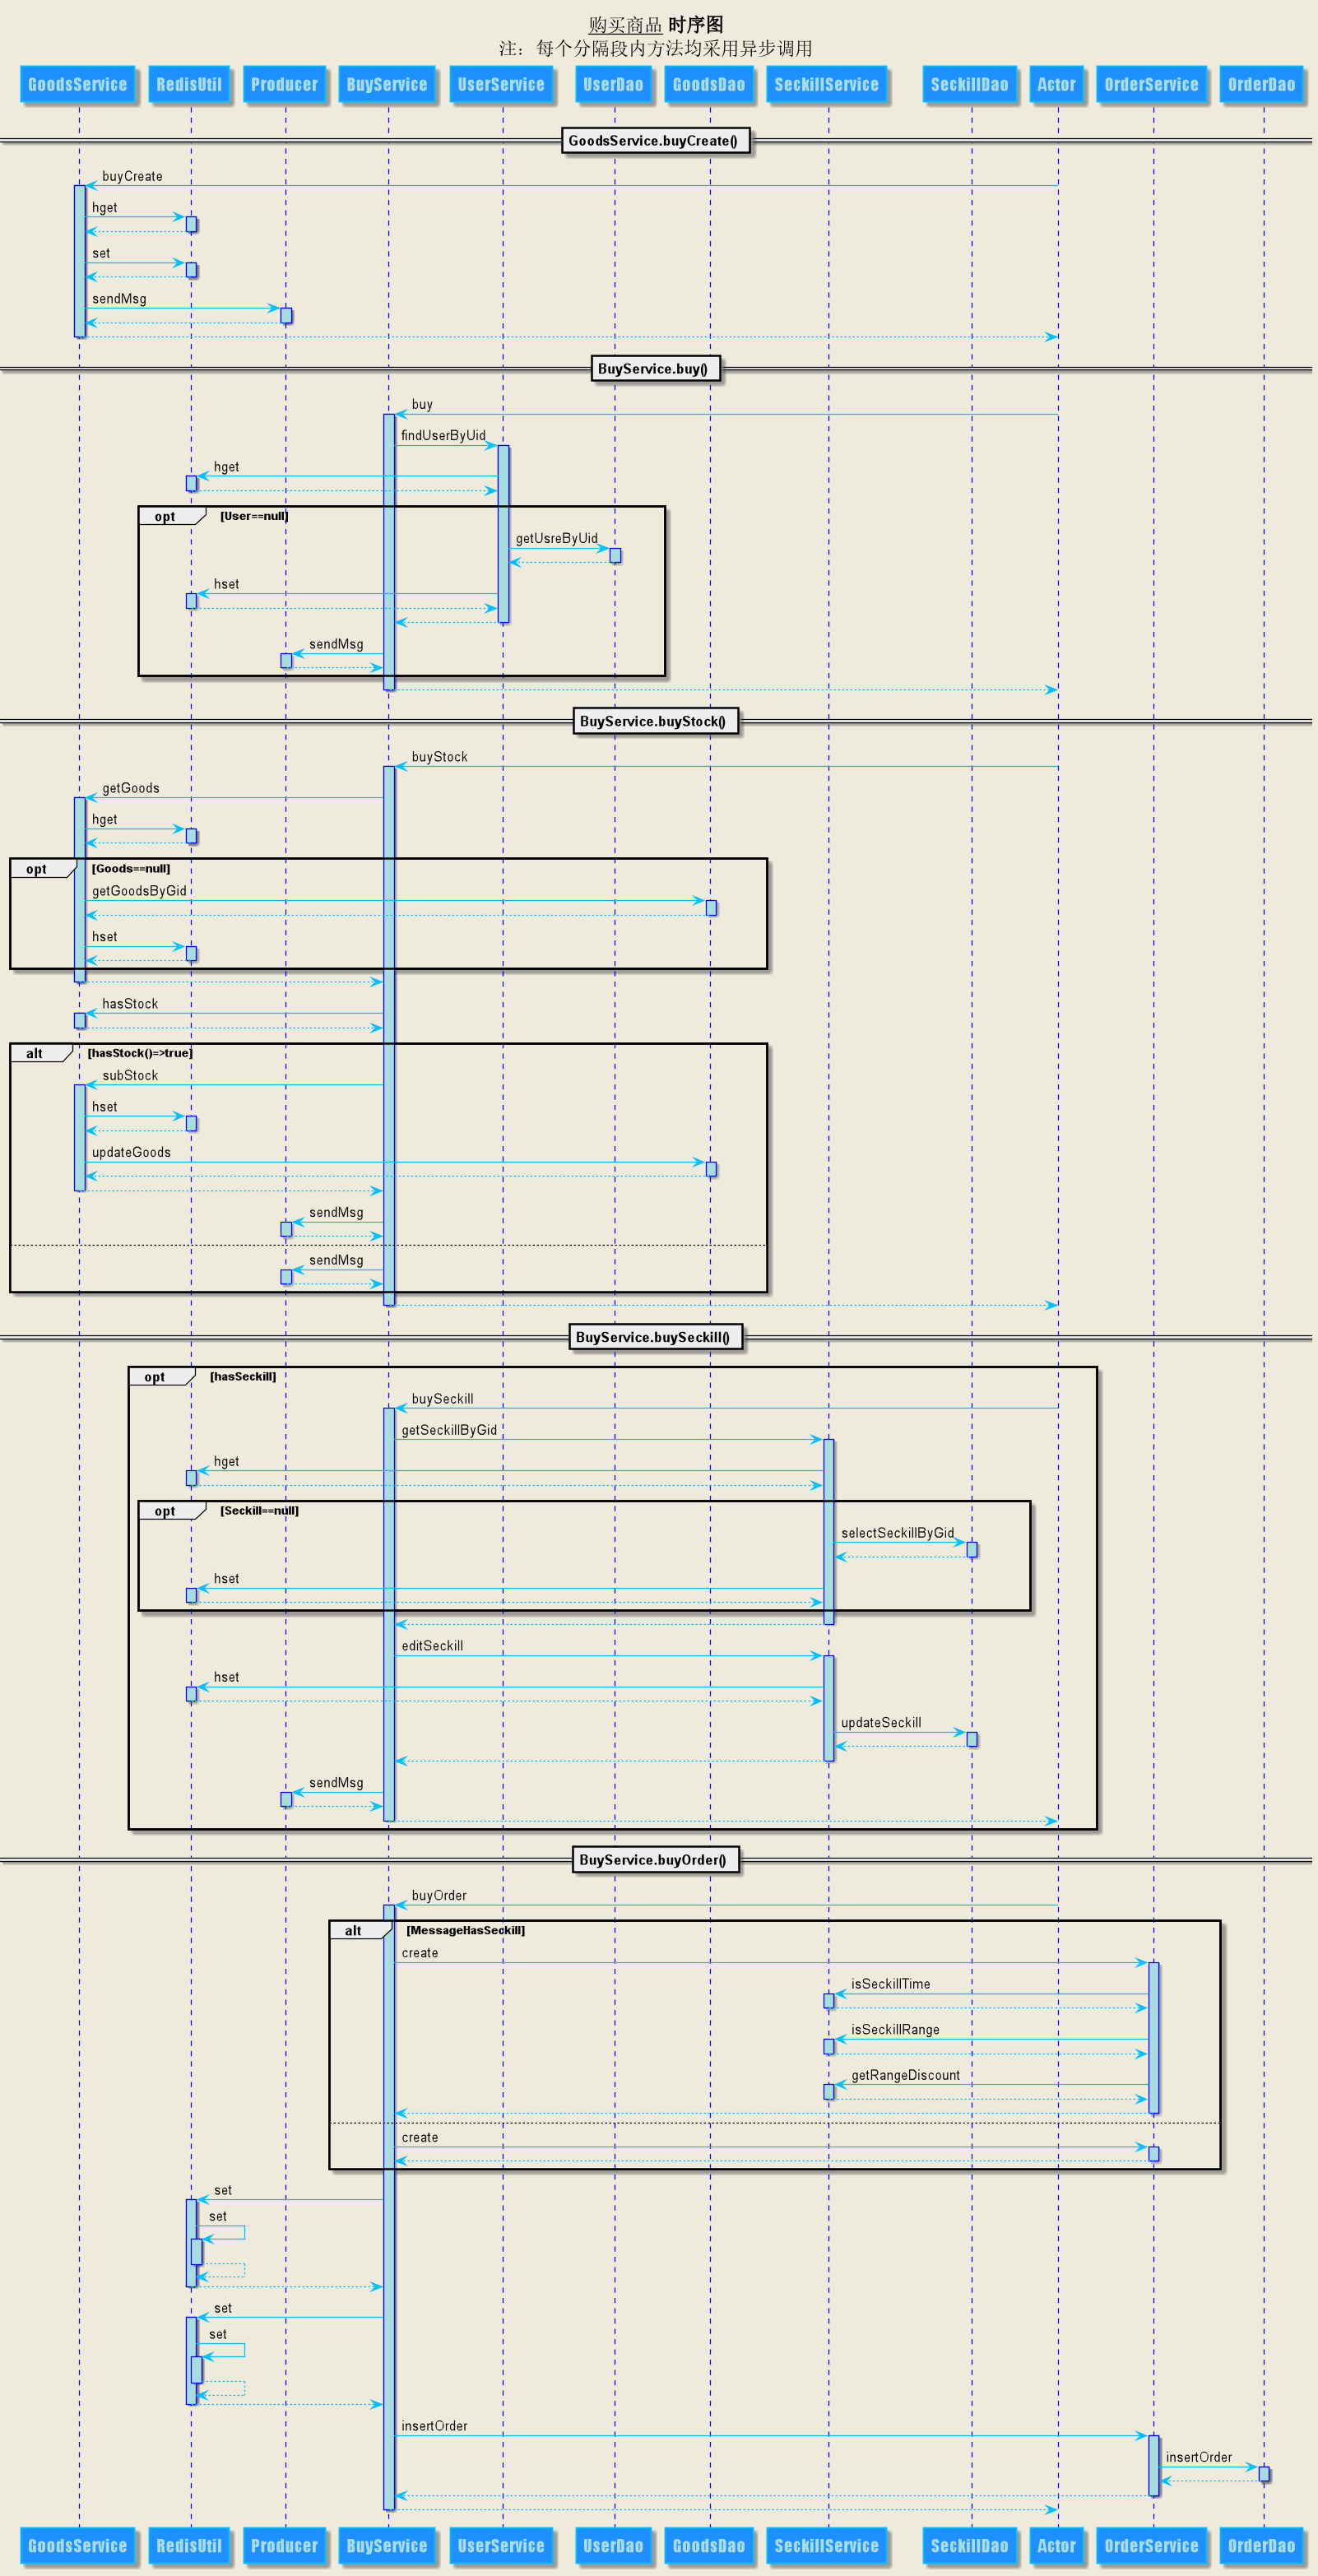 购买商品 时序图
注：每个分隔段内方法均采用异步调用
GoodsService RedisUtil Producer BuyService UserService UserDao GoodsDao SeckillService SeckillDao Actor OrderService OrderDao
GoodsService.buyCreate()
buyCreate
hget
set
sendMsg
BuyService.buy()
buy
findUserByUid
hget
opt [User==null]
getUsreByUid
hset
sendMsg
BuyService.buyStock()
buyStock
getGoods
hget
opt [Goods==null]
getGoodsByGid
hset
hasStock
alt [hasStock()=>true]
subStock
hset
updateGoods
sendMsg
sendMsg
BuyService.buySeckill()
opt [hasSeckill]
buySeckill
getSeckillByGid
hget
opt [Seckill==null]
selectSeckillByGid
hset
editSeckill
hset
updateSeckill
sendMsg
BuyService.buyOrder()
buyOrder
alt [MessageHasSeckill]
create
isSeckillTime
isSeckillRange
getRangeDiscount
create
set
set
set
set
insertOrder
insertOrder
GoodsService RedisUtil Producer BuyService UserService UserDao GoodsDao SeckillService SeckillDao Actor OrderService OrderDao